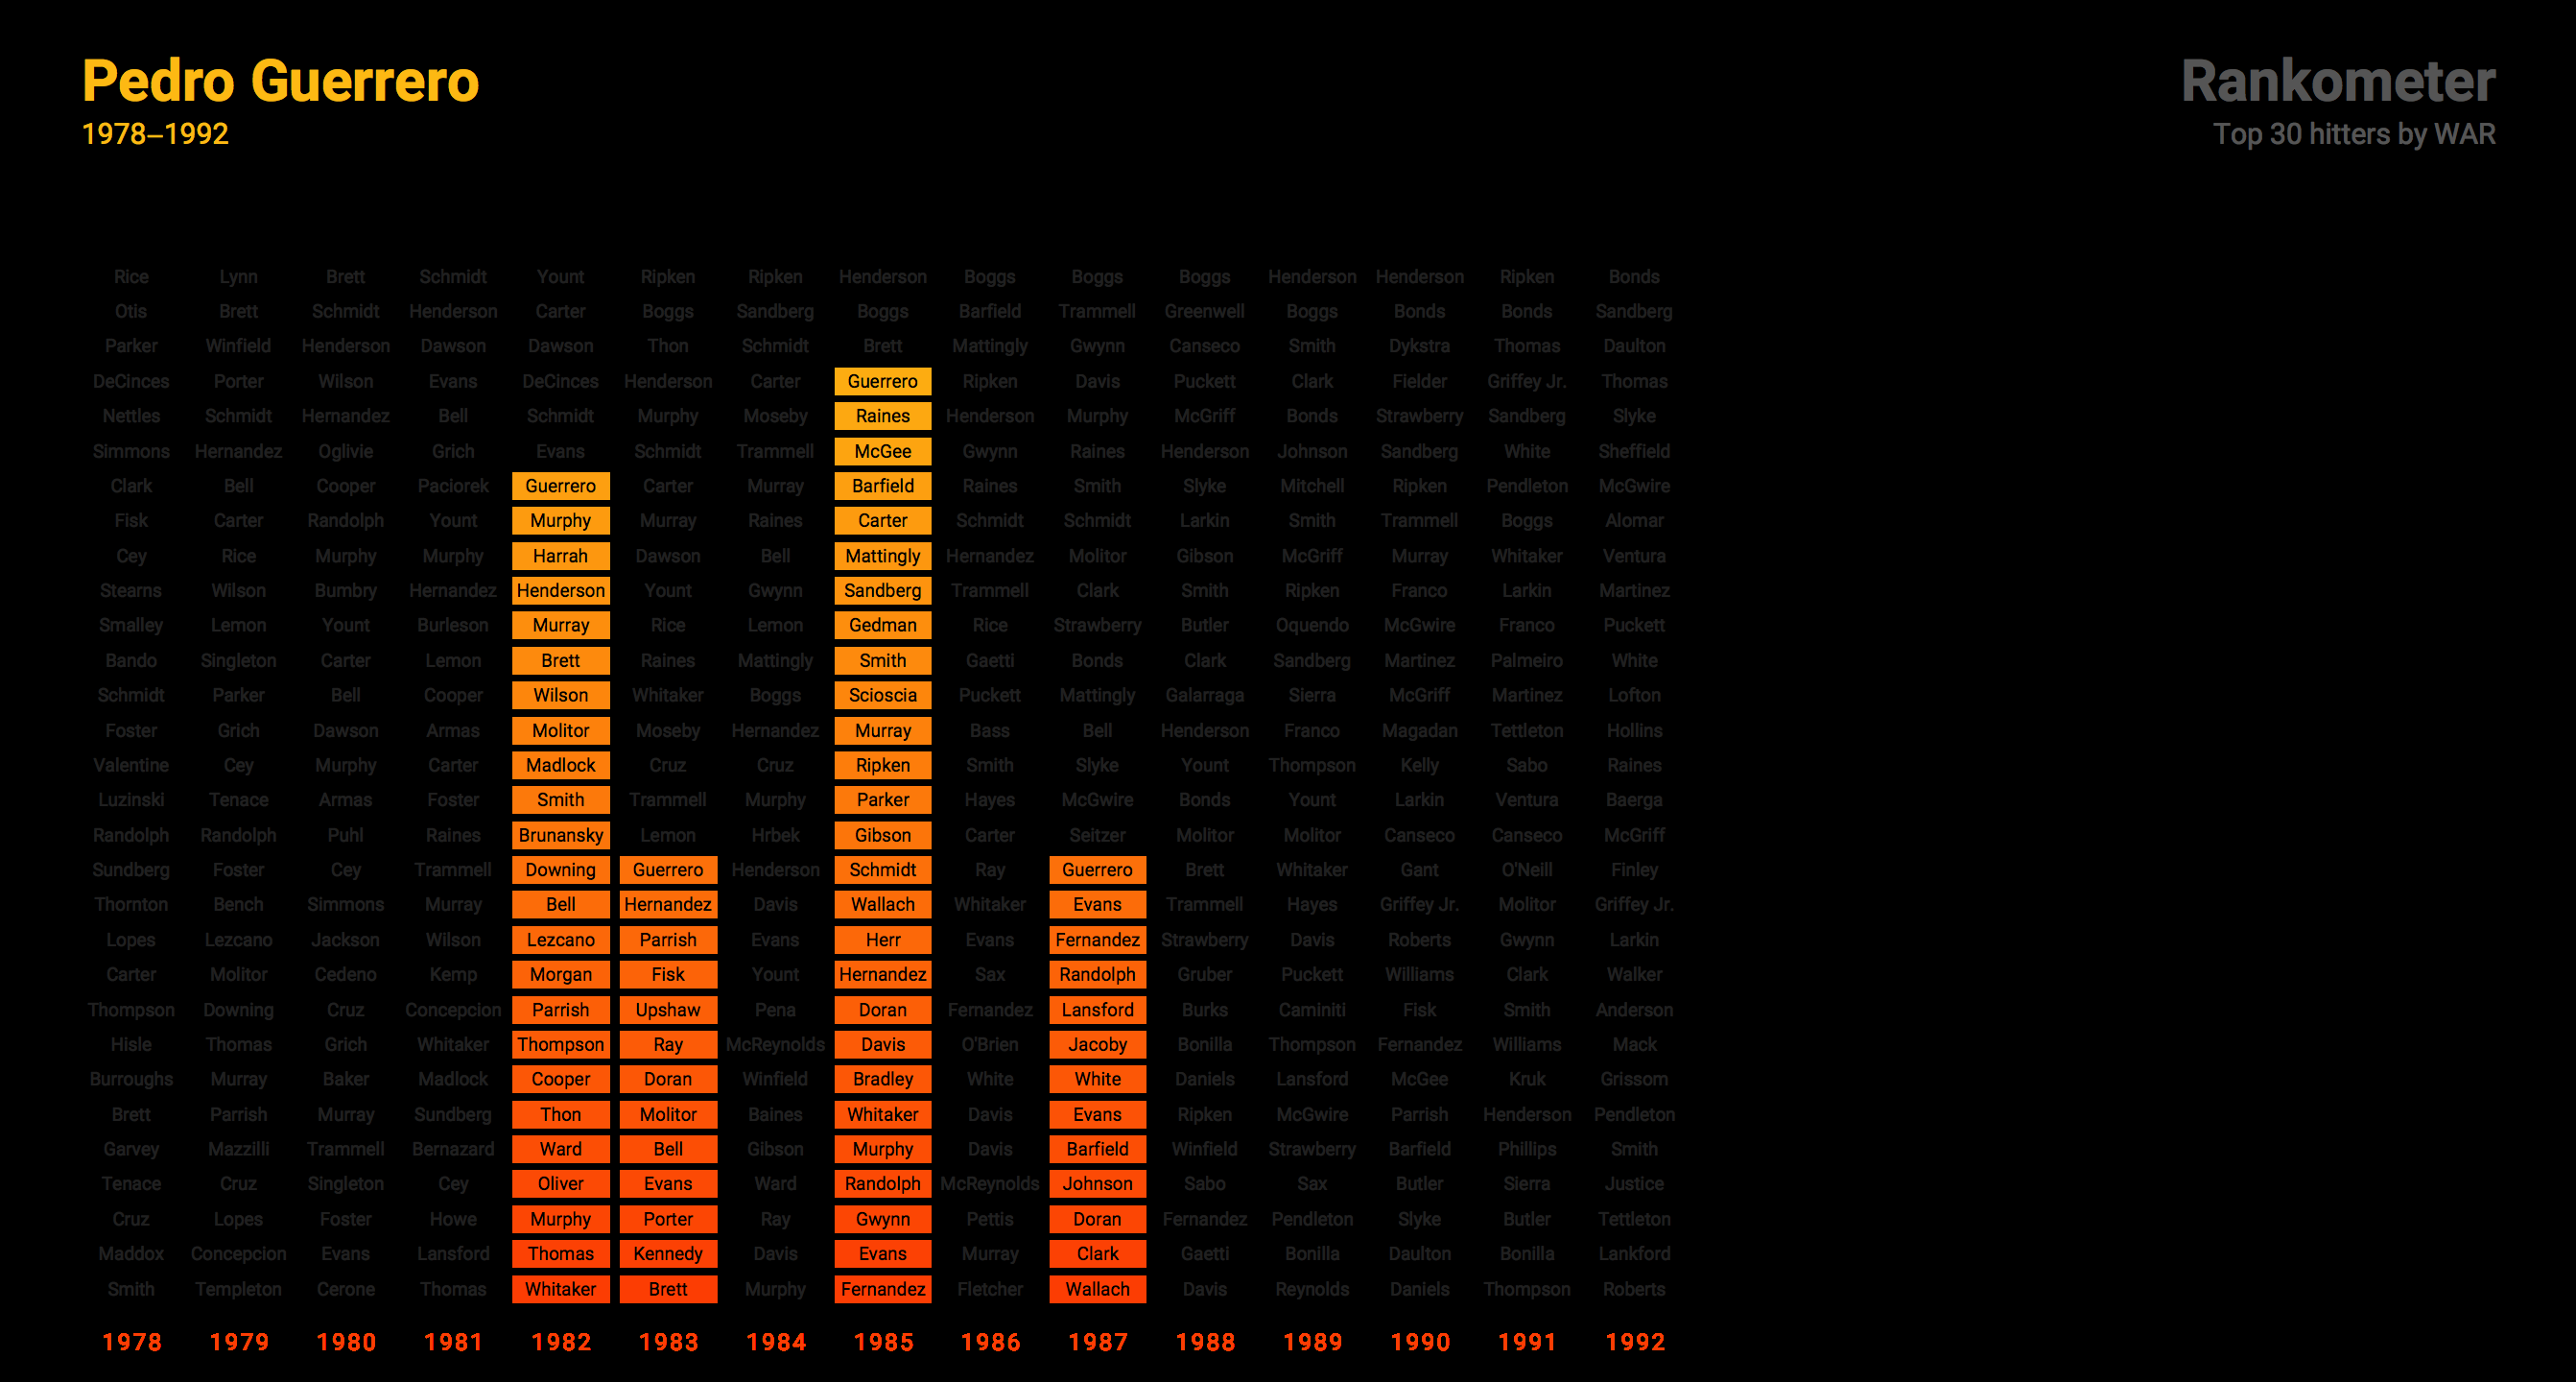 Pedro Guerrero
1978–1992
Rankometer
Top 30 hitters by WAR
Rice Lynn Brett Schmidt Yount Ripken Ripken Henderson Boggs Boggs Boggs Henderson Henderson Ripken Bonds
Otis Brett Schmidt Henderson Carter Boggs Sandberg Boggs Barfield Trammell Greenwell Boggs Bonds Bonds Sandberg
Parker Winfield Henderson Dawson Dawson Thon Schmidt Brett Mattingly Gwynn Canseco Smith Dykstra Thomas Daulton
DeCinces Porter Wilson Evans DeCinces Henderson Carter Guerrero Ripken Davis Puckett Clark Fielder Griffey Jr. Thomas
Nettles Schmidt Hernandez Bell Schmidt Murphy Moseby Raines Henderson Murphy McGriff Bonds Strawberry Sandberg Slyke
Simmons Hernandez Oglivie Grich Evans Schmidt Trammell McGee Gwynn Raines Henderson Johnson Sandberg White Sheffield
Clark Bell Cooper Paciorek Guerrero Carter Murray Barfield Raines Smith Slyke Mitchell Ripken Pendleton McGwire
Fisk Carter Randolph Yount Murphy Murray Raines Carter Schmidt Schmidt Larkin Smith Trammell Boggs Alomar
Cey Rice Murphy Murphy Harrah Dawson Bell Mattingly Hernandez Molitor Gibson McGriff Murray Whitaker Ventura
Stearns Wilson Bumbry Hernandez Henderson Yount Gwynn Sandberg Trammell Clark Smith Ripken Franco Larkin Martinez
Smalley Lemon Yount Burleson Murray Rice Lemon Gedman Rice Strawberry Butler Oquendo McGwire Franco Puckett
Bando Singleton Carter Lemon Brett Raines Mattingly Smith Gaetti Bonds Clark Sandberg Martinez Palmeiro White
Schmidt Parker Bell Cooper Wilson Whitaker Boggs Scioscia Puckett Mattingly Galarraga Sierra McGriff Martinez Lofton
Foster Grich Dawson Armas Molitor Moseby Hernandez Murray Bass Bell Henderson Franco Magadan Tettleton Hollins
Valentine Cey Murphy Carter Madlock Cruz Cruz Ripken Smith Slyke Yount Thompson Kelly Sabo Raines
Luzinski Tenace Armas Foster Smith Trammell Murphy Parker Hayes McGwire Bonds Yount Larkin Ventura Baerga
Randolph Randolph Puhl Raines Brunansky Lemon Hrbek Gibson Carter Seitzer Molitor Molitor Canseco Canseco McGriff
Sundberg Foster Cey Trammell Downing Guerrero Henderson Schmidt Ray Guerrero Brett Whitaker Gant O'Neill Finley
Thornton Bench Simmons Murray Bell Hernandez Davis Wallach Whitaker Evans Trammell Hayes Griffey Jr. Molitor Griffey Jr.
Lopes Lezcano Jackson Wilson Lezcano Parrish Evans Herr Evans Fernandez Strawberry Davis Roberts Gwynn Larkin
Carter Molitor Cedeno Kemp Morgan Fisk Yount Hernandez Sax Randolph Gruber Puckett Williams Clark Walker
Thompson Downing Cruz Concepcion Parrish Upshaw Pena Doran Fernandez Lansford Burks Caminiti Fisk Smith Anderson
Hisle Thomas Grich Whitaker Thompson Ray McReynolds Davis O'Brien Jacoby Bonilla Thompson Fernandez Williams Mack
Burroughs Murray Baker Madlock Cooper Doran Winfield Bradley White White Daniels Lansford McGee Kruk Grissom
Brett Parrish Murray Sundberg Thon Molitor Baines Whitaker Davis Evans Ripken McGwire Parrish Henderson Pendleton
Garvey Mazzilli Trammell Bernazard Ward Bell Gibson Murphy Davis Barfield Winfield Strawberry Barfield Phillips Smith
Tenace Cruz Singleton Cey Oliver Evans Ward Randolph McReynolds Johnson Sabo Sax Butler Sierra Justice
Cruz Lopes Foster Howe Murphy Porter Ray Gwynn Pettis Doran Fernandez Pendleton Slyke Butler Tettleton
Maddox Concepcion Evans Lansford Thomas Kennedy Davis Evans Murray Clark Gaetti Bonilla Daulton Bonilla Lankford
Smith Templeton Cerone Thomas Whitaker Brett Murphy Fernandez Fletcher Wallach Davis Reynolds Daniels Thompson Roberts
1978 1979 1980 1981 1982 1983 1984 1985 1986 1987 1988 1989 1990 1991 1992